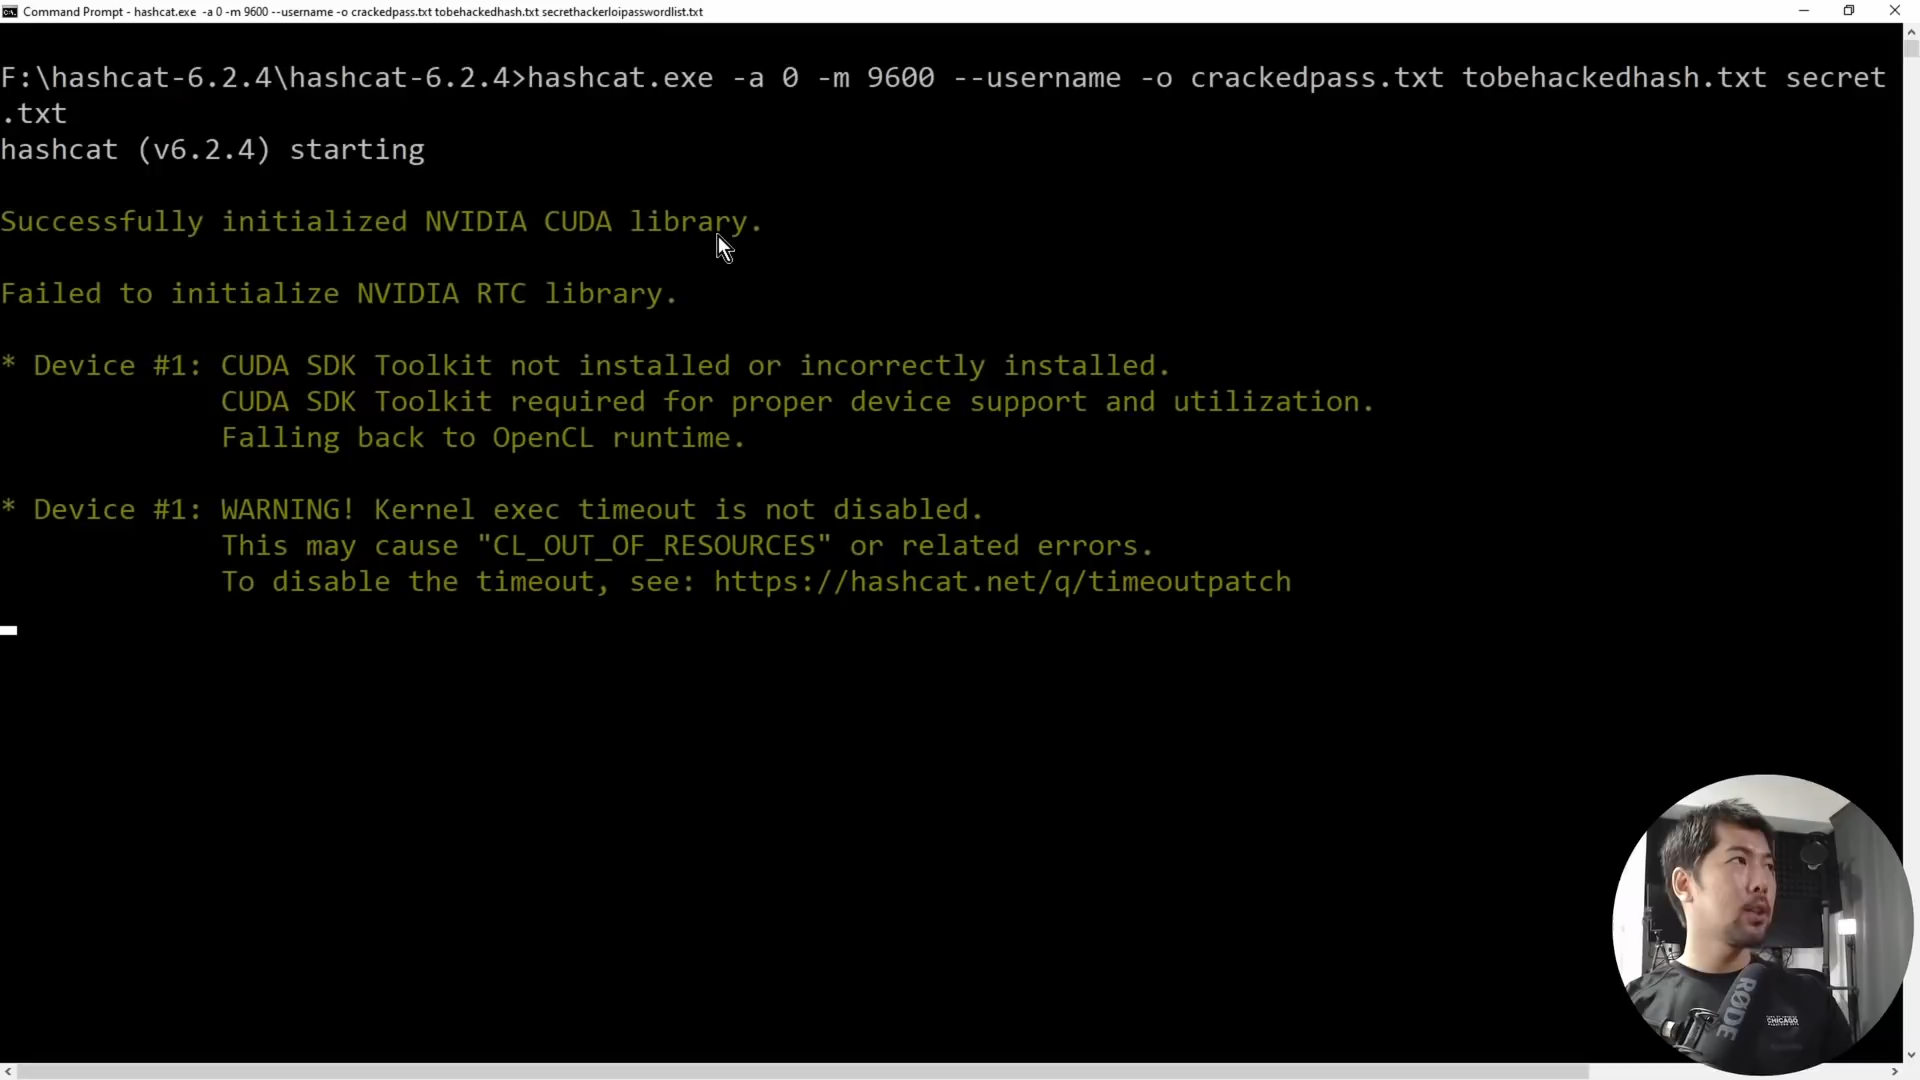 Command Prompt - hashcat.exe  -a 0 -m 9600 --username -o crackedpass.txt tobehackedhash.txt secrethackerloipasswordlist.txt
F:\hashcat-6.2.4\hashcat-6.2.4>hashcat.exe -a 0 -m 9600 --username -o crackedpass.txt tobehackedhash.txt secret
.txt
hashcat (v6.2.4) starting
Successfully initialized NVIDIA CUDA library.
Failed to initialize NVIDIA RTC library.
* Device #1: CUDA SDK Toolkit not installed or incorrectly installed.
CUDA SDK Toolkit required for proper device support and utilization.
Falling back to OpenCL runtime.
* Device #1: WARNING! Kernel exec timeout is not disabled.
This may cause "CL_OUT_OF_RESOURCES" or related errors.
To disable the timeout, see: https://hashcat.net/q/timeoutpatch
RØDE
CHICAGO